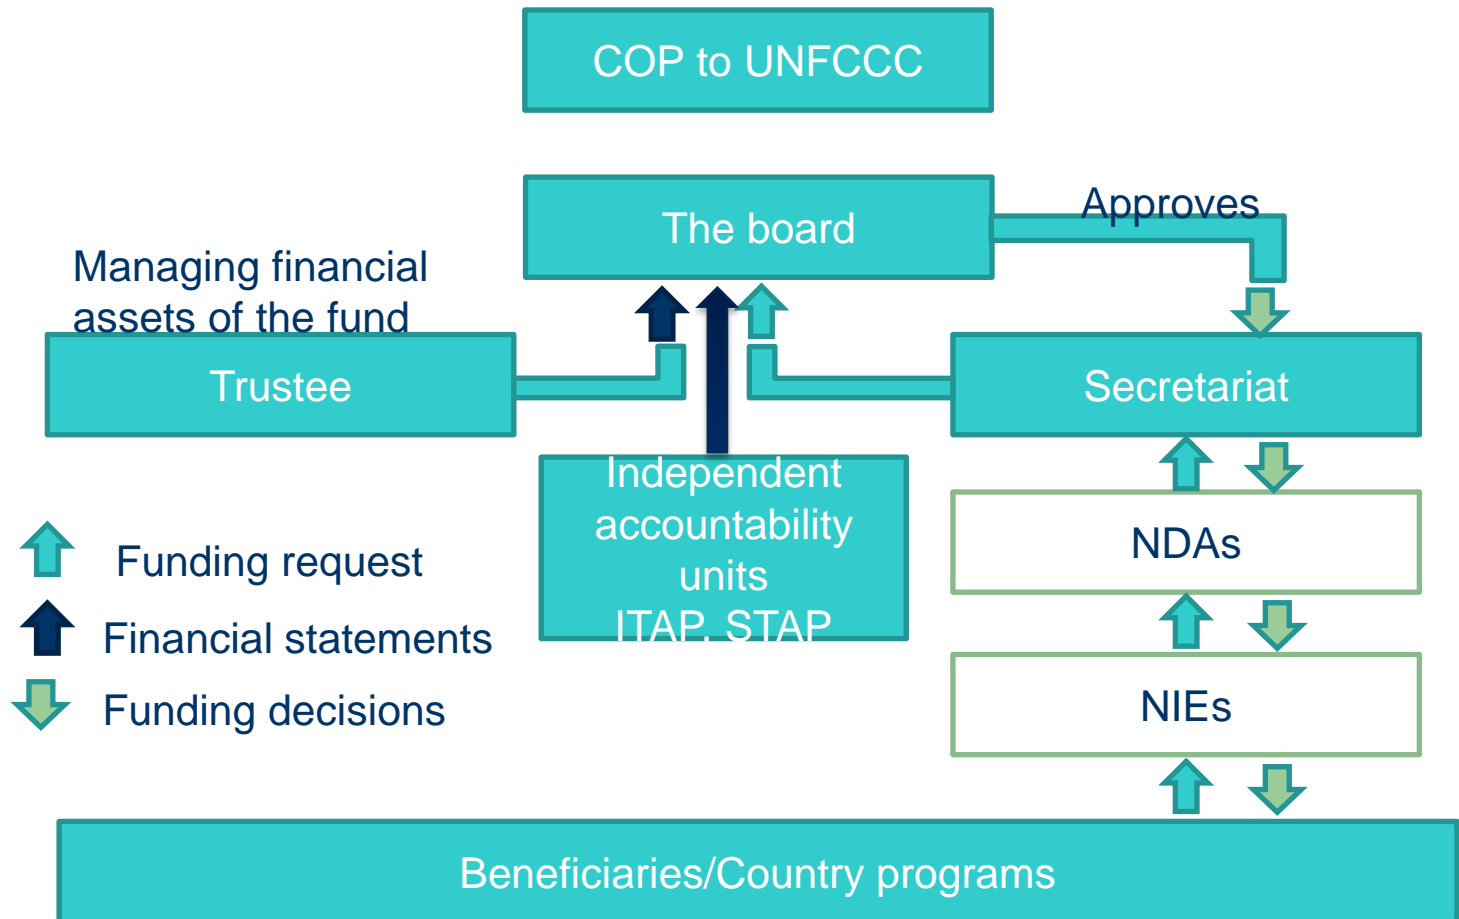 COP to UNFCCC
The board
Approves
Managing financial
assets of the fund
Trustee
Secretariat
Independent
accountability
units
ITAP, STAP
NDAs
Funding request
Financial statements
NIEs
Funding decisions
Beneficiaries/Country programs